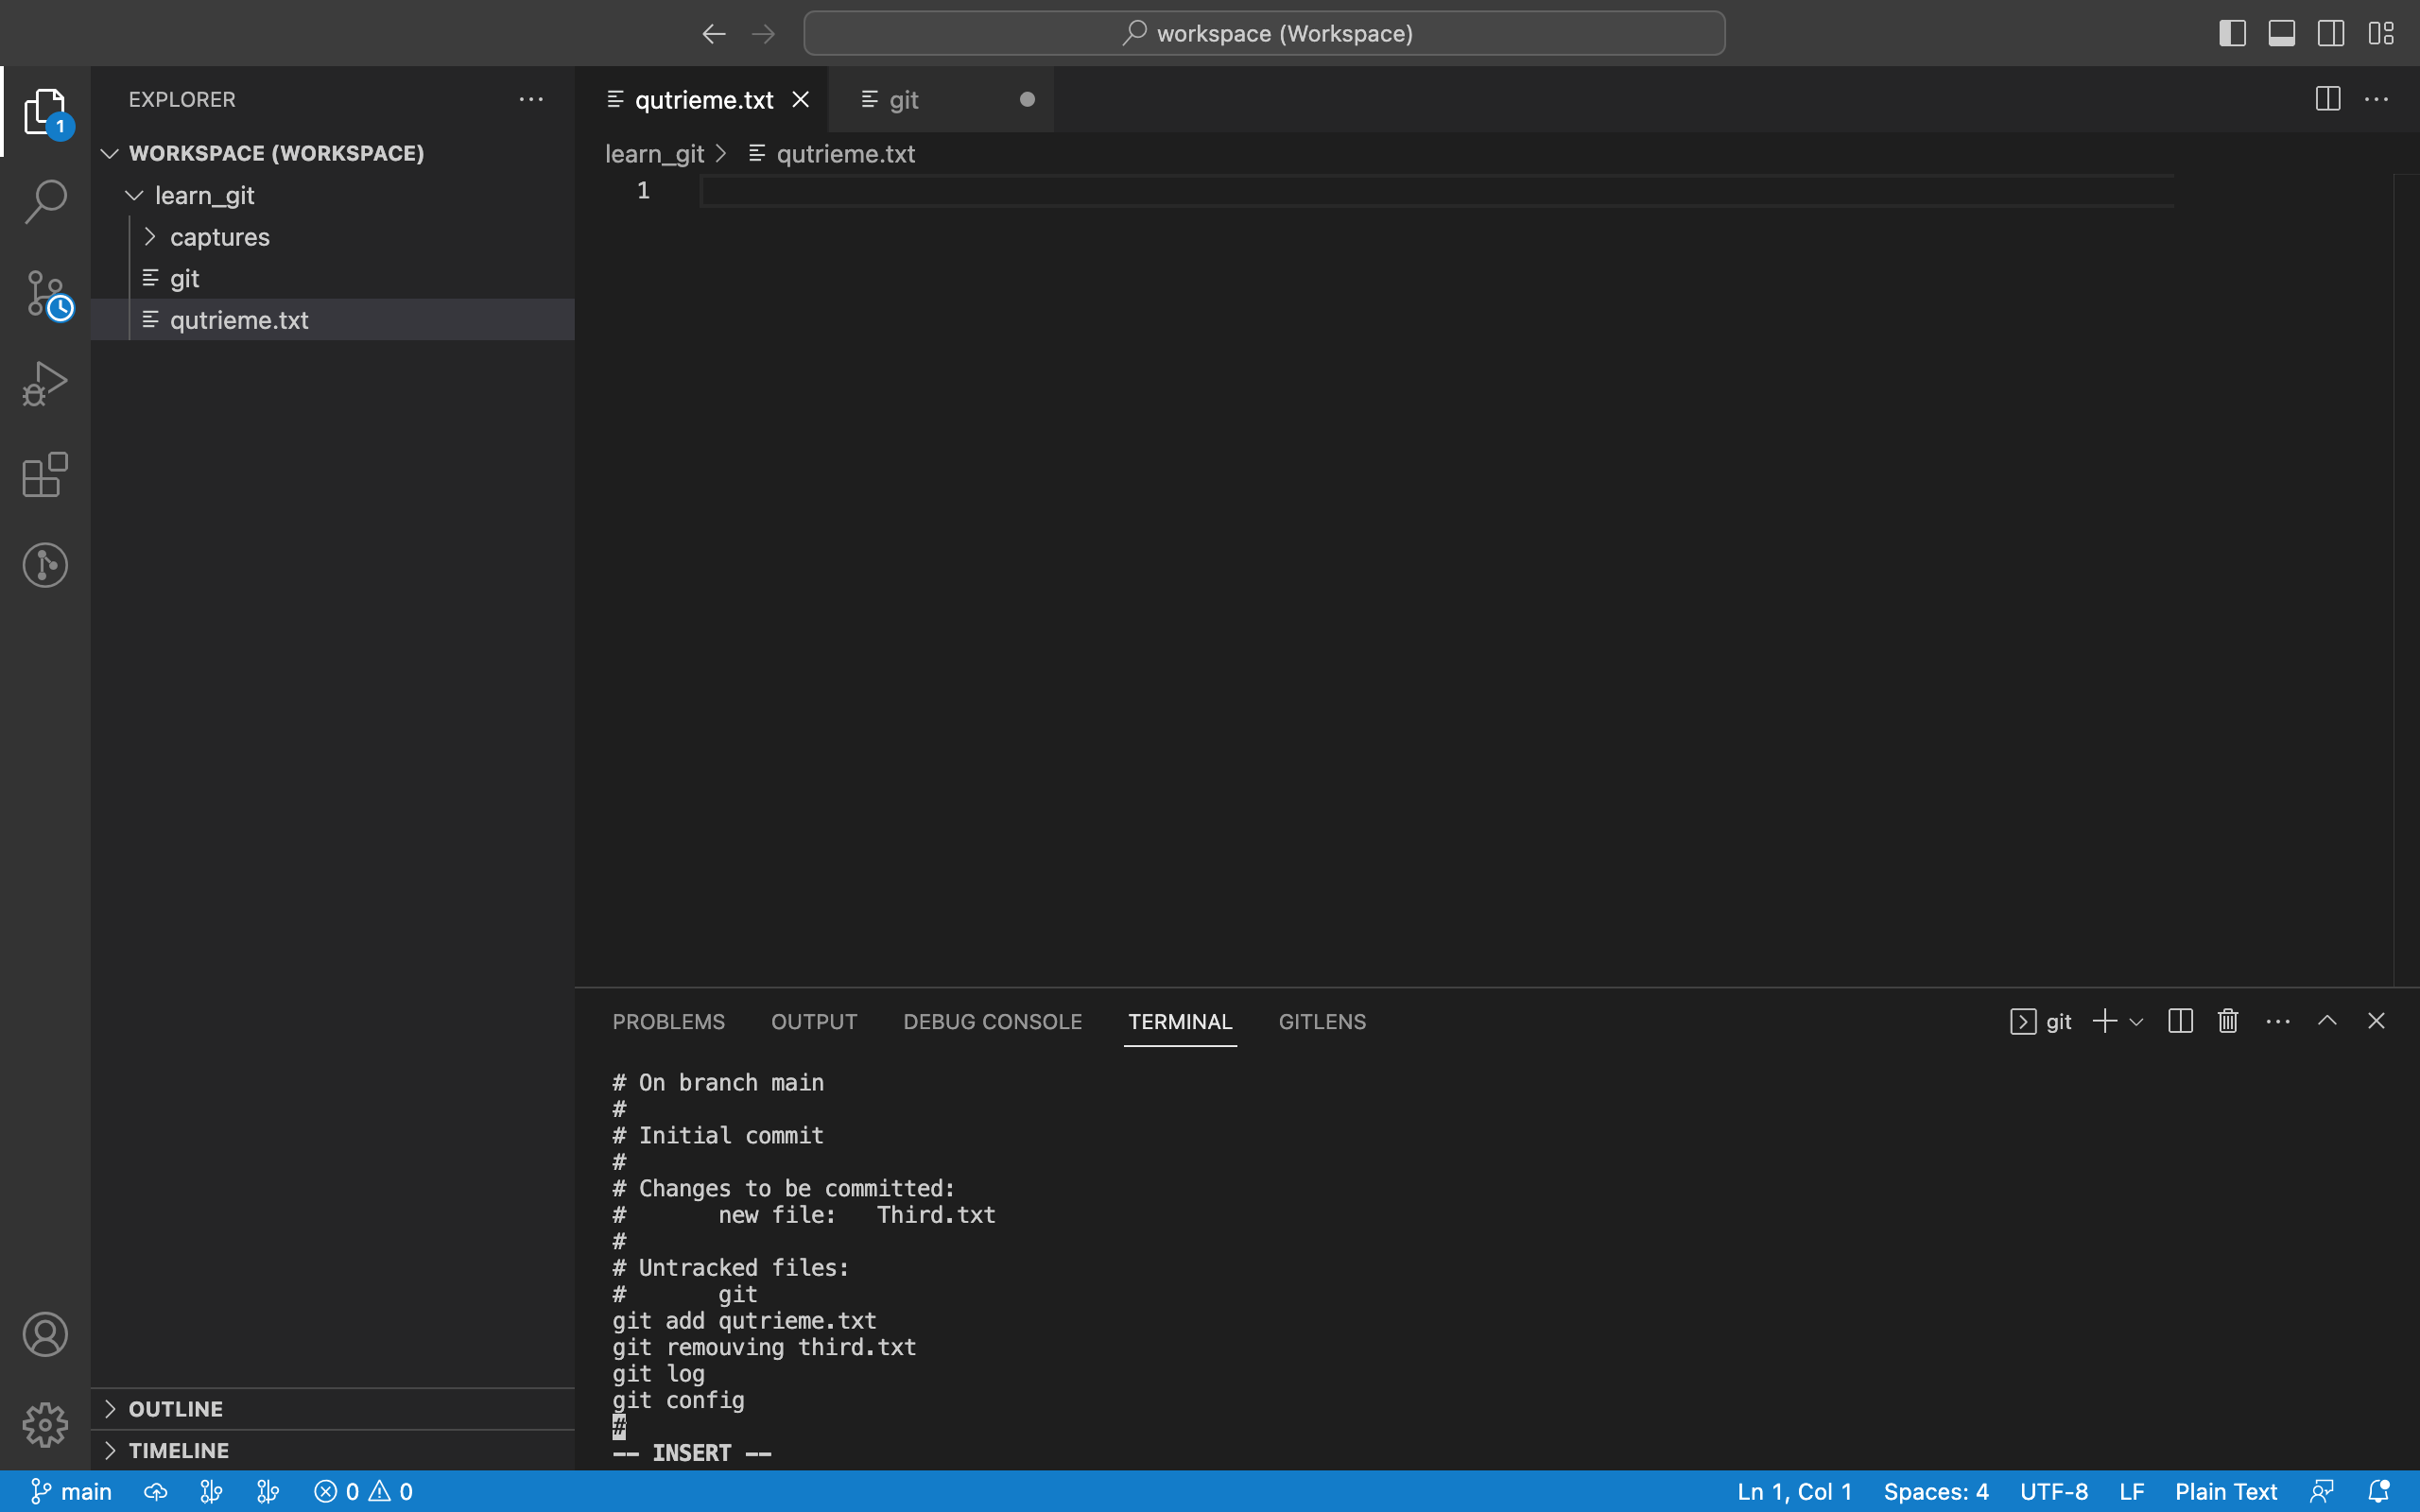 workspace (Workspace)
EXPLORER
1
WORKSPACE (WORKSPACE)
learn_git
captures
git
qutrieme.txt
OUTLINE
TIMELINE
qutrieme.txt
git
learn_git
qutrieme.txt
1
PROBLEMS
OUTPUT
DEBUG CONSOLE
TERMINAL
GITLENS
git
# On branch main
#
# Initial commit
#
# Changes to be committed:
#       new file:   Third.txt
#
# Untracked files:
#       git
git add qutrieme.txt
git remouving third.txt
git log
git config
#
-- INSERT --
main
0
0
Ln 1, Col 1
Spaces: 4
UTF-8
LF
Plain Text